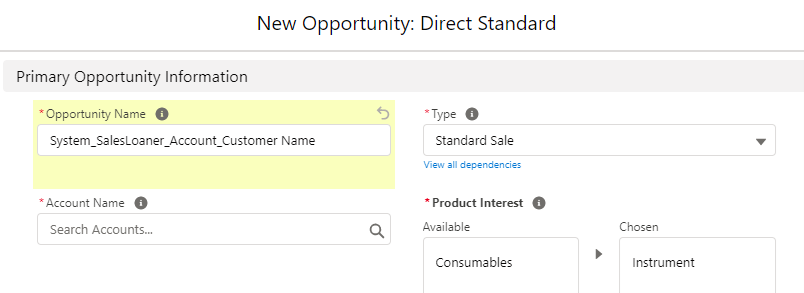 New Opportunity: Direct Standard
Primary Opportunity Information
*Opportunity Name
System_SalesLoaner_Account_Customer Name
*Type
Standard Sale
View all dependencies
*Account Name
Search Accounts...
*Product Interest
Available
Chosen
Consumables
Instrument